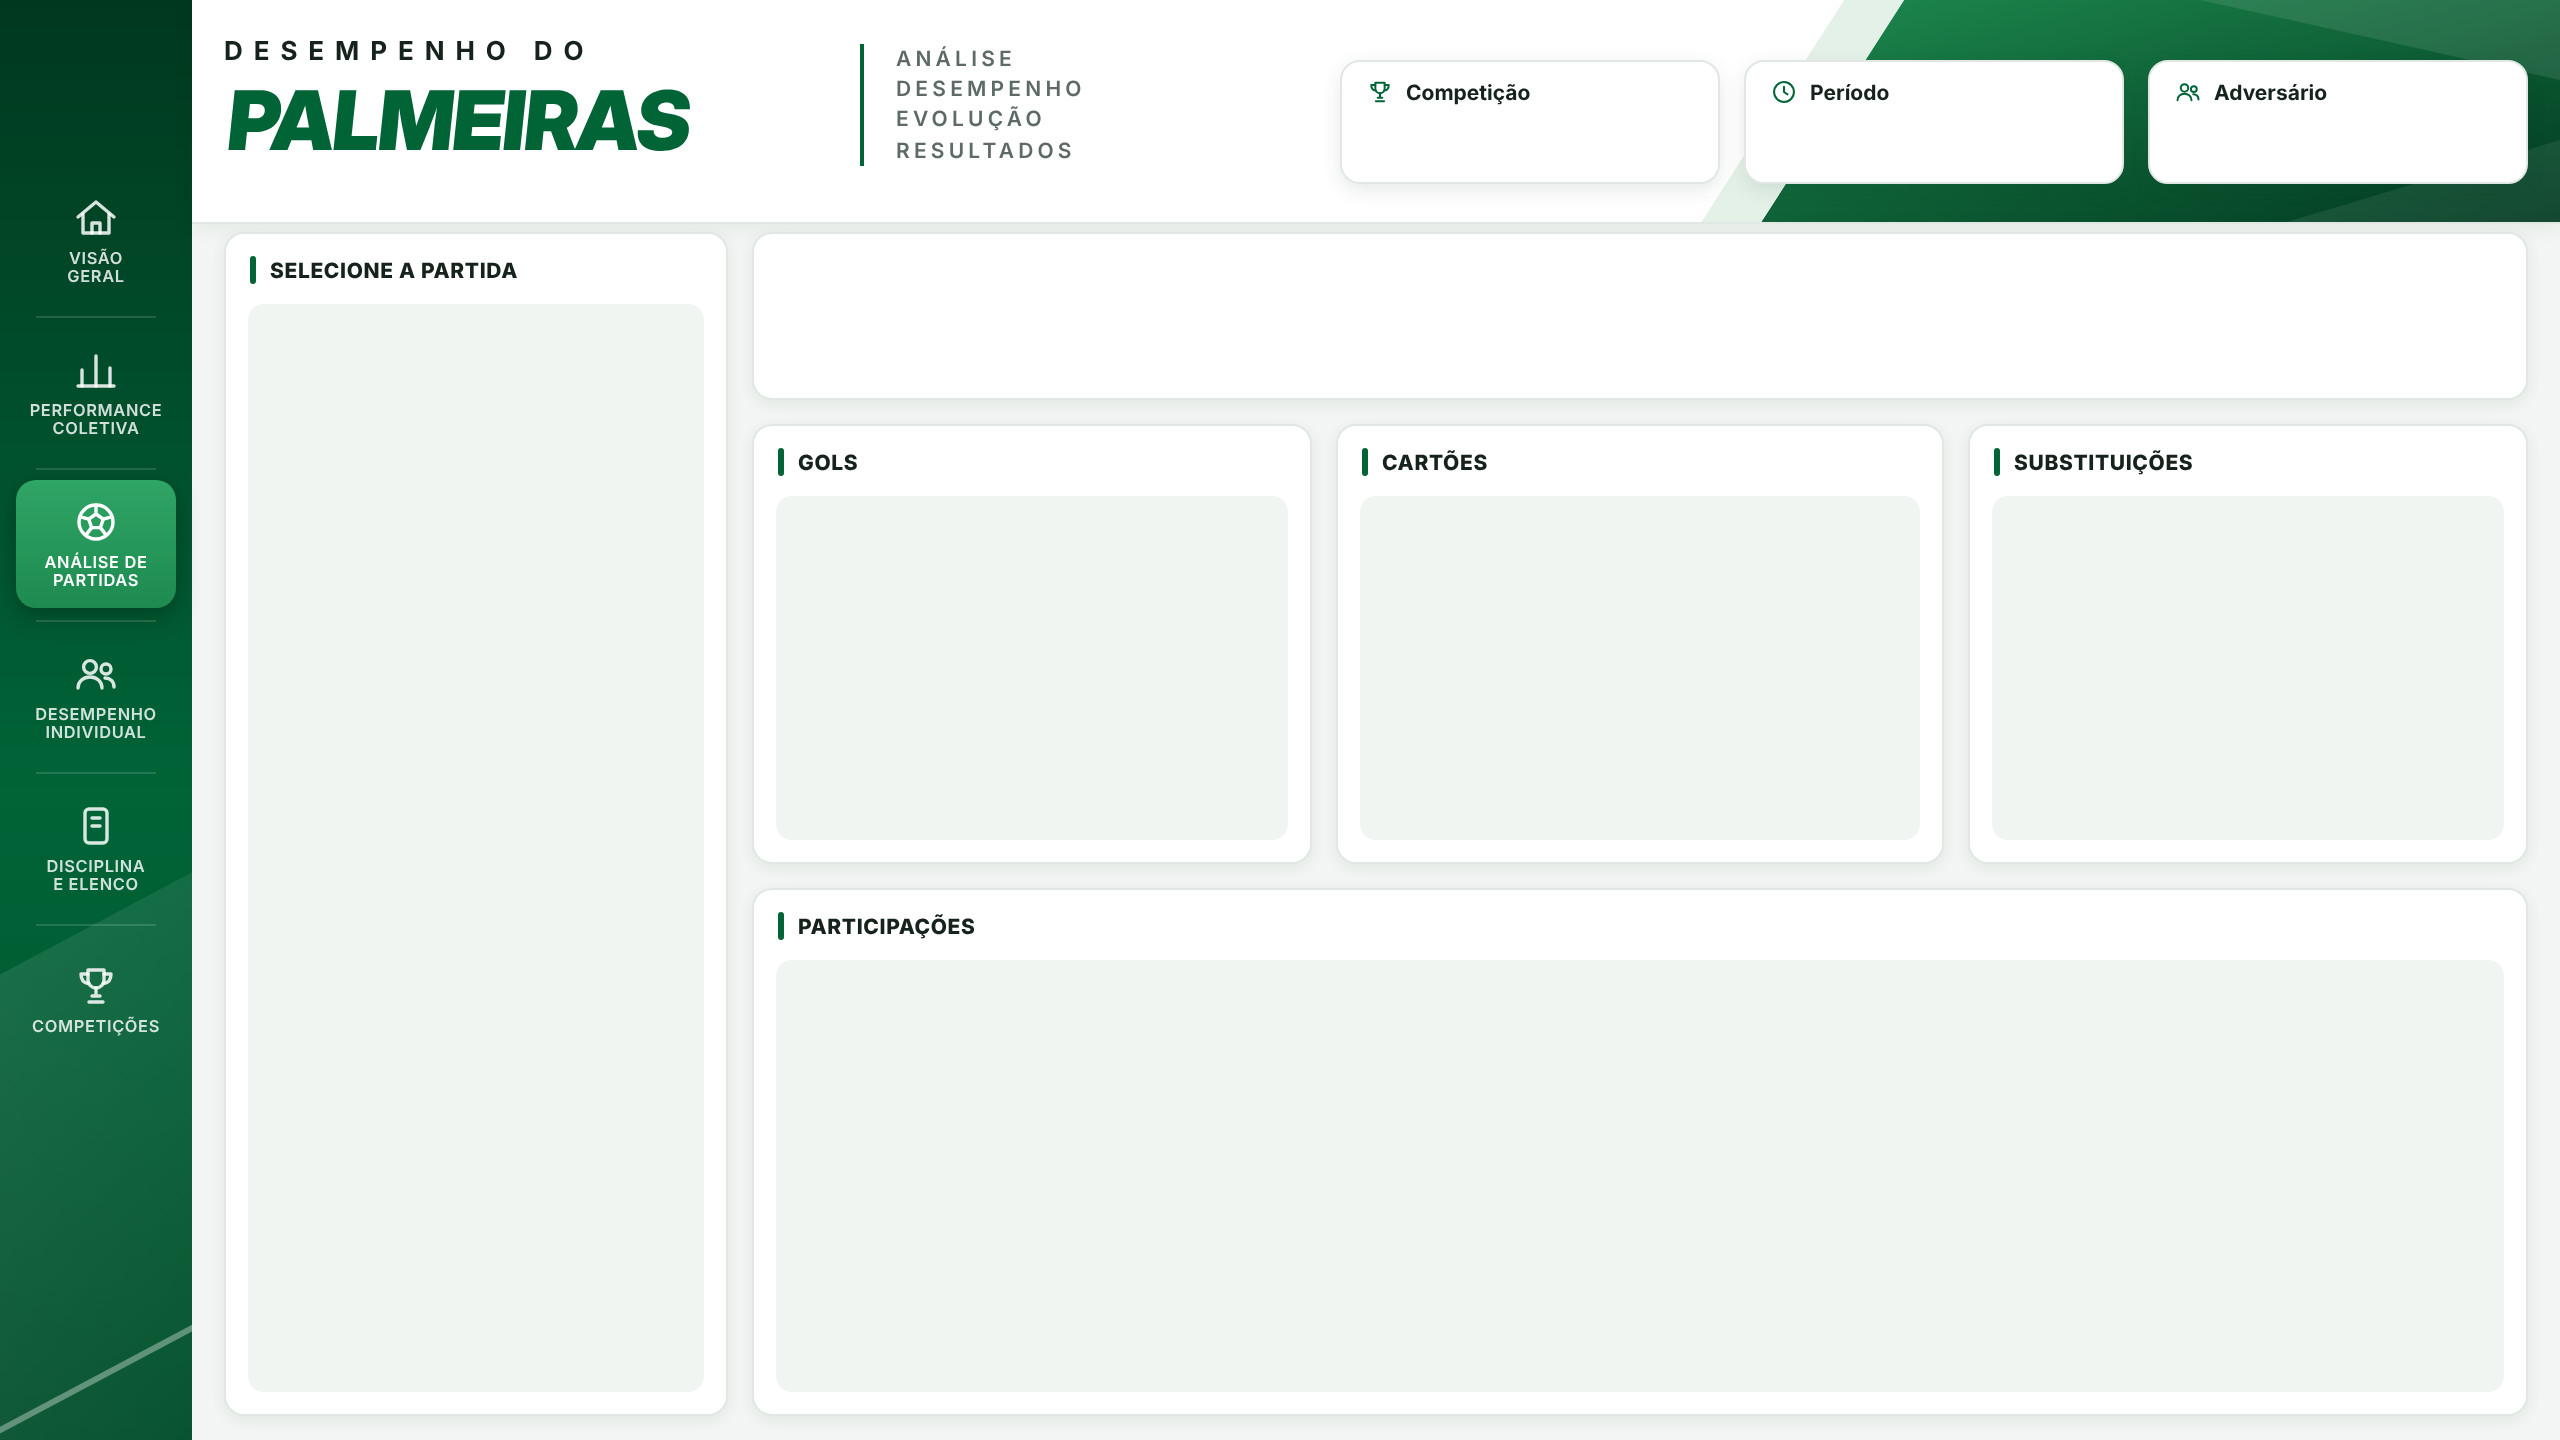 DESEMPENHO DO
PALMEIRAS
ANÁLISE
DESEMPENHO
EVOLUÇÃO
RESULTADOS
Competição
Período
Adversário
VISÃO
GERAL
PERFORMANCE
COLETIVA
ANÁLISE DE
PARTIDAS
DESEMPENHO
INDIVIDUAL
DISCIPLINA
E ELENCO
COMPETIÇÕES
SELECIONE A PARTIDA
GOLS
CARTÕES
SUBSTITUIÇÕES
PARTICIPAÇÕES